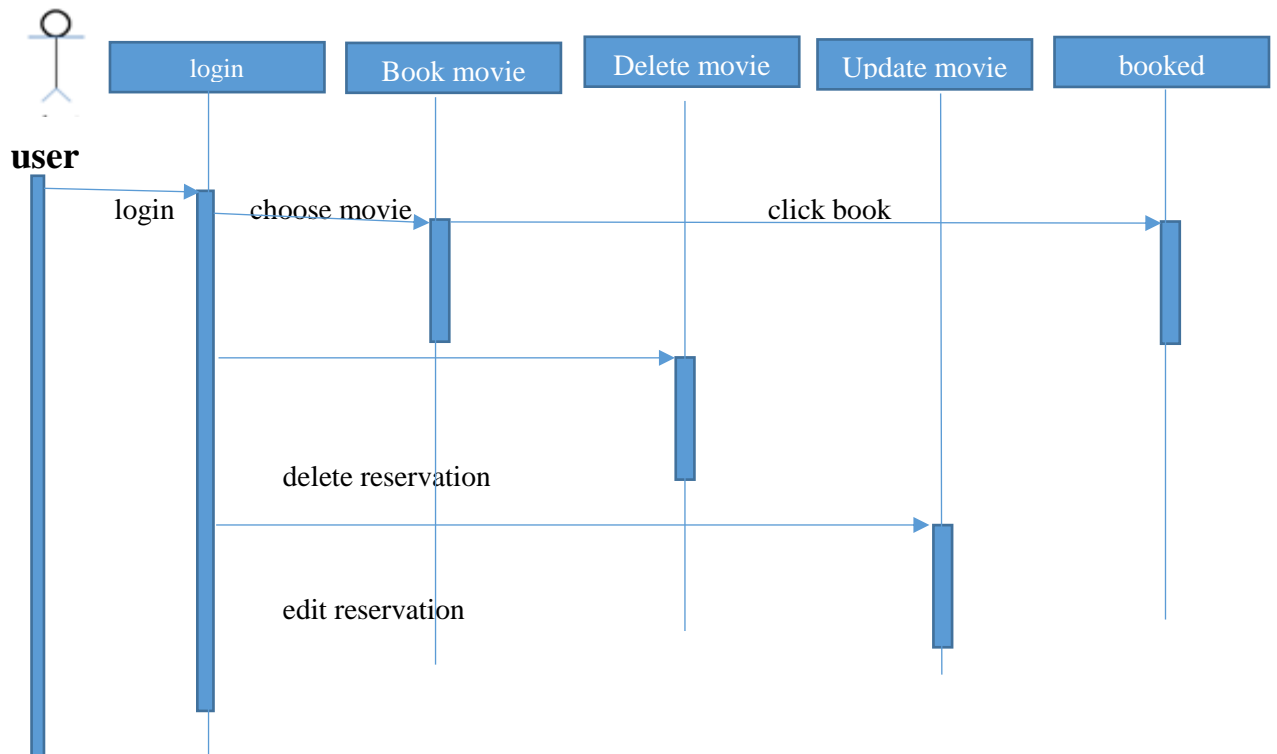 login
Book movie
Delete movie
Update movie
booked
user
login
choose movie
click book
delete reservation
edit reservation